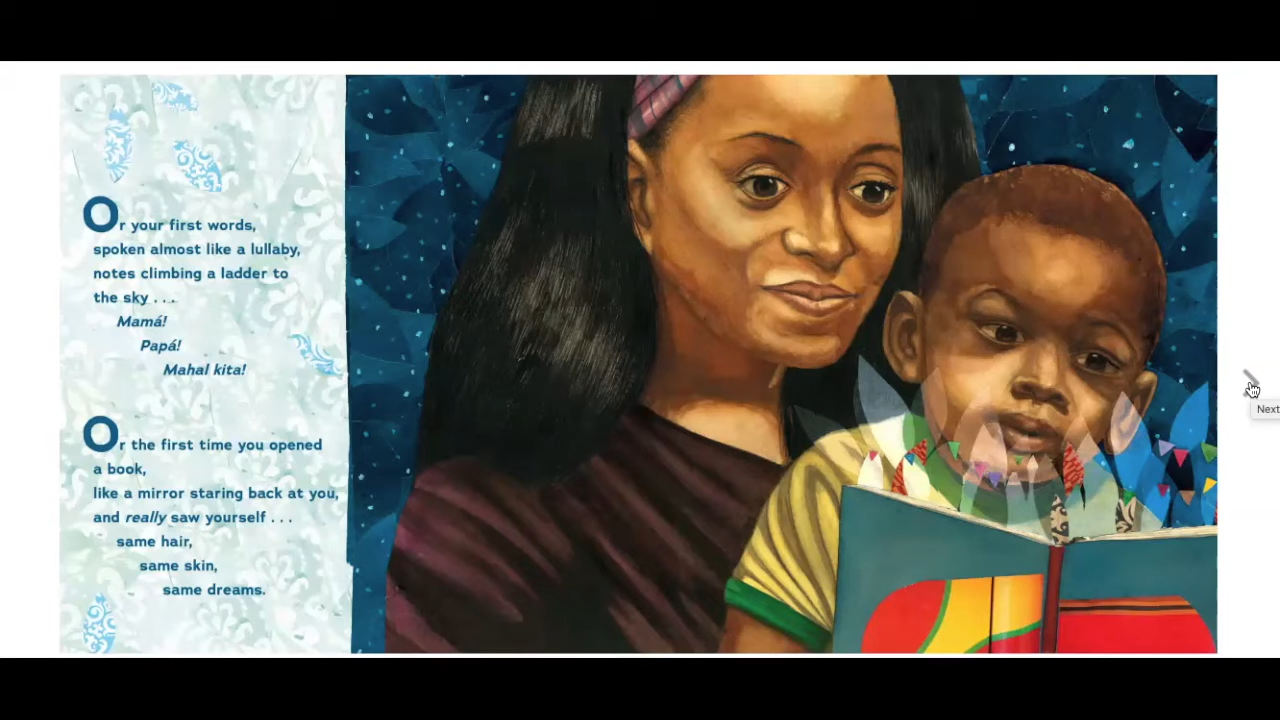 Or your first words,
spoken almost like a lullaby,
notes climbing a ladder to
the sky . . .
Mamá!
Papá!
Mahal kita!
Or the first time you opened
a book,
like a mirror staring back at you,
and really saw yourself . . .
same hair,
same skin,
same dreams.
Next